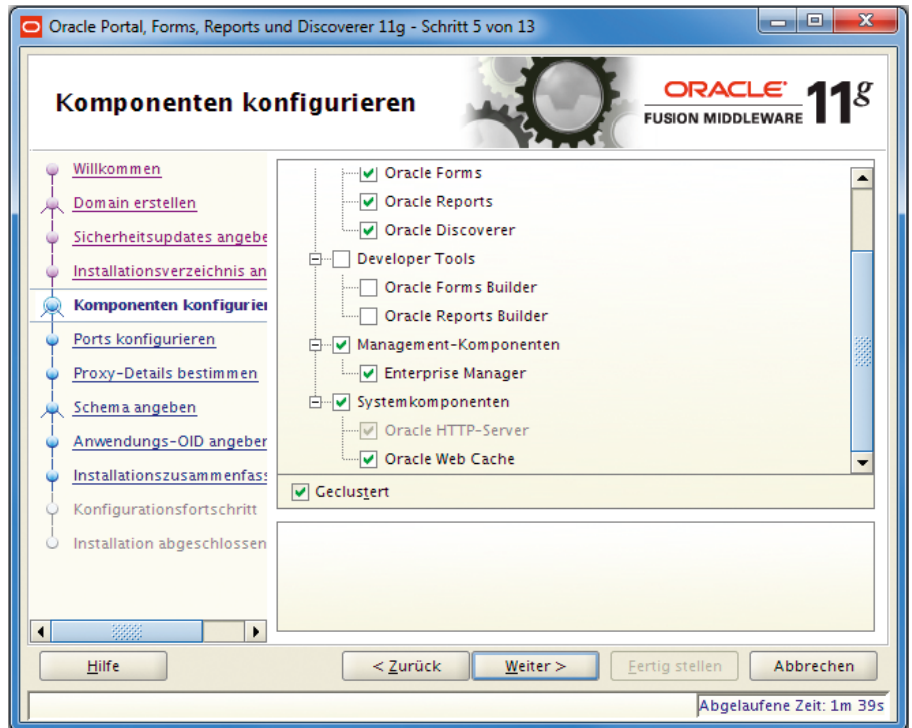 Oracle Portal, Forms, Reports und Discoverer 11g - Schritt 5 von 13
Komponenten konfigurieren
ORACLE
FUSION MIDDLEWARE
11g
Willkommen
Domain erstellen
Sicherheitsupdates angebe
Installationsverzeichnis an
Komponenten konfigurie
Ports konfigurieren
Proxy-Details bestimmen
Schema angeben
Anwendungs-OID angeber
Installationszusammenfass
Konfigurationsfortschritt
Installation abgeschlossen
Oracle Forms
Oracle Reports
Oracle Discoverer
Developer Tools
Oracle Forms Builder
Oracle Reports Builder
Management-Komponenten
Enterprise Manager
Systemkomponenten
Oracle HTTP-Server
Oracle Web Cache
Geclustert
Hilfe
< Zurück
Weiter >
Fertig stellen
Abbrechen
Abgelaufene Zeit: 1m 39s